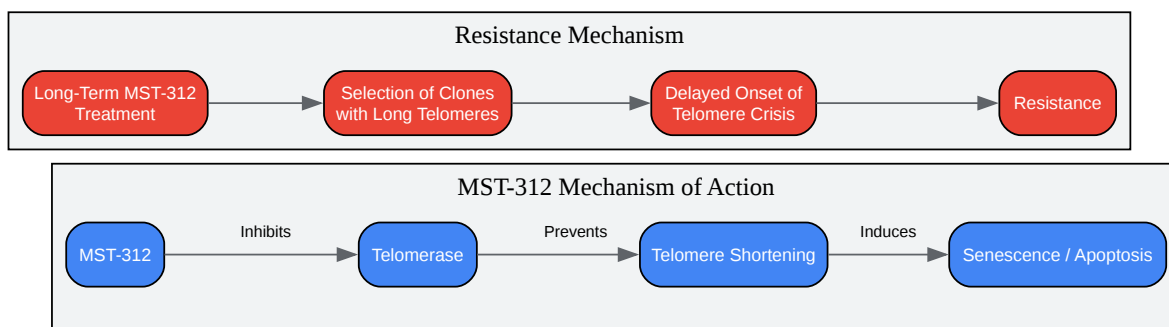 Resistance Mechanism
Long-Term MST-312
Treatment
Selection of Clones
with Long Telomeres
Delayed Onset of
Telomere Crisis
Resistance
MST-312 Mechanism of Action
MST-312
Inhibits
Telomerase
Prevents
Telomere Shortening
Induces
Senescence / Apoptosis